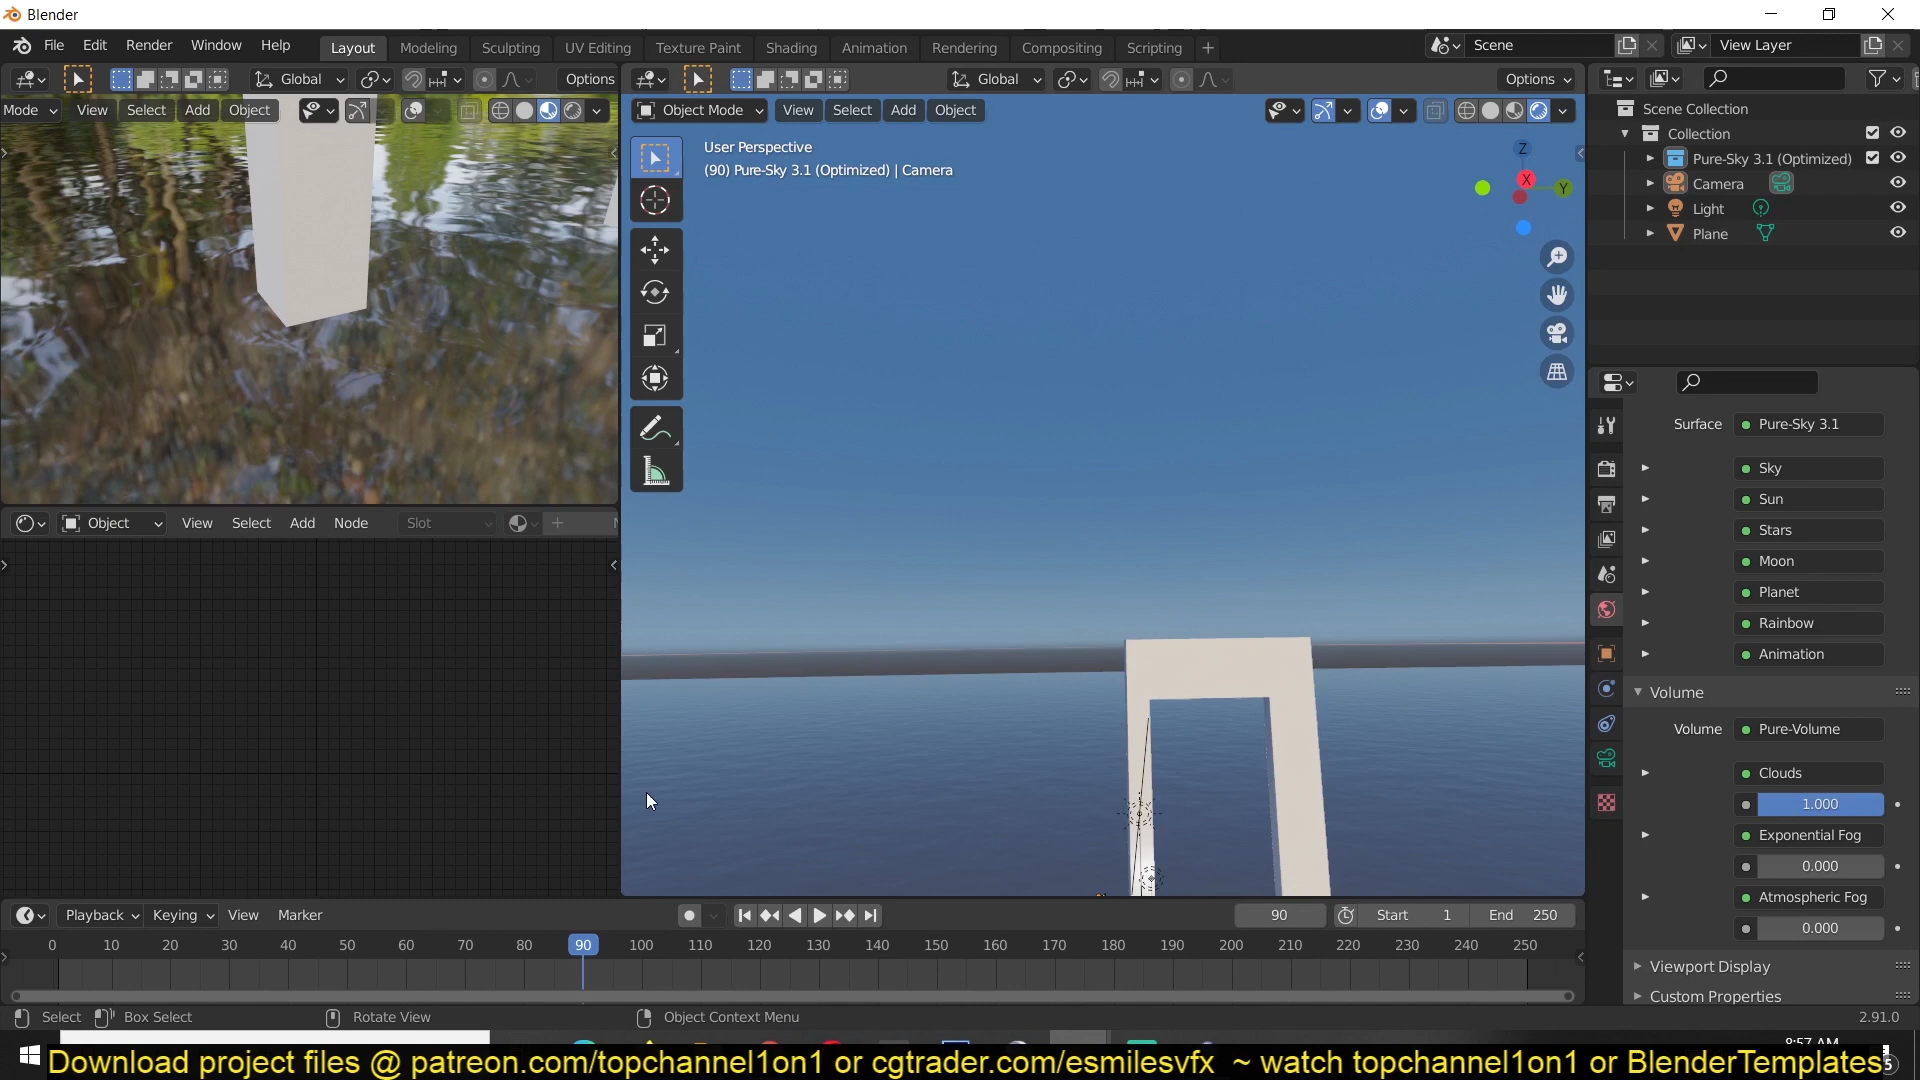 Blender
File Edit Render Window Help Layout Modeling Sculpting UV Editing Texture Paint Shading Animation Rendering Compositing Scripting + Scene View Layer
Global Options Global Options
Mode View Select Add Object Object Mode View Select Add Object
Scene Collection
Collection
Pure-Sky 3.1 (Optimized)
Camera
Light
Plane
User Perspective
(90) Pure-Sky 3.1 (Optimized) | Camera
Z
X
Y
Surface Pure-Sky 3.1
Sky
Sun
Stars
Moon
Planet
Rainbow
Animation
Volume
Volume Pure-Volume
Clouds
1.000
Exponential Fog
0.000
Atmospheric Fog
0.000
Viewport Display
Custom Properties
Object View Select Add Node Slot
Playback Keying View Marker 90 Start 1 End 250
0 10 20 30 40 50 60 70 80 90 100 110 120 130 140 150 160 170 180 190 200 210 220 230 240 250
Select Box Select Rotate View Object Context Menu 2.91.0
8:57 AM
Download project files @ patreon.com/topchannel1on1 or cgtrader.com/esmilesvfx ~ watch topchannel1on1 or BlenderTemplates